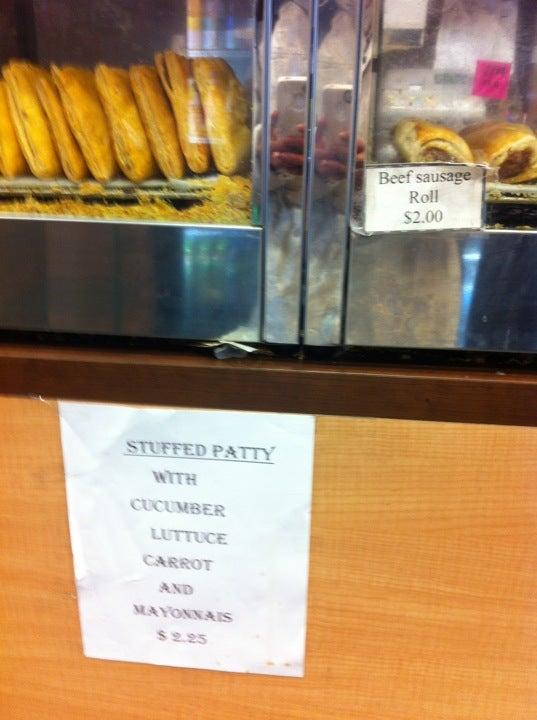 Beef sausage
Roll
$2.00
STUFFED PATTY
WITH
CUCUMBER
LUTTUCE
CARROT
AND
MAYONNAIS
$ 2.25